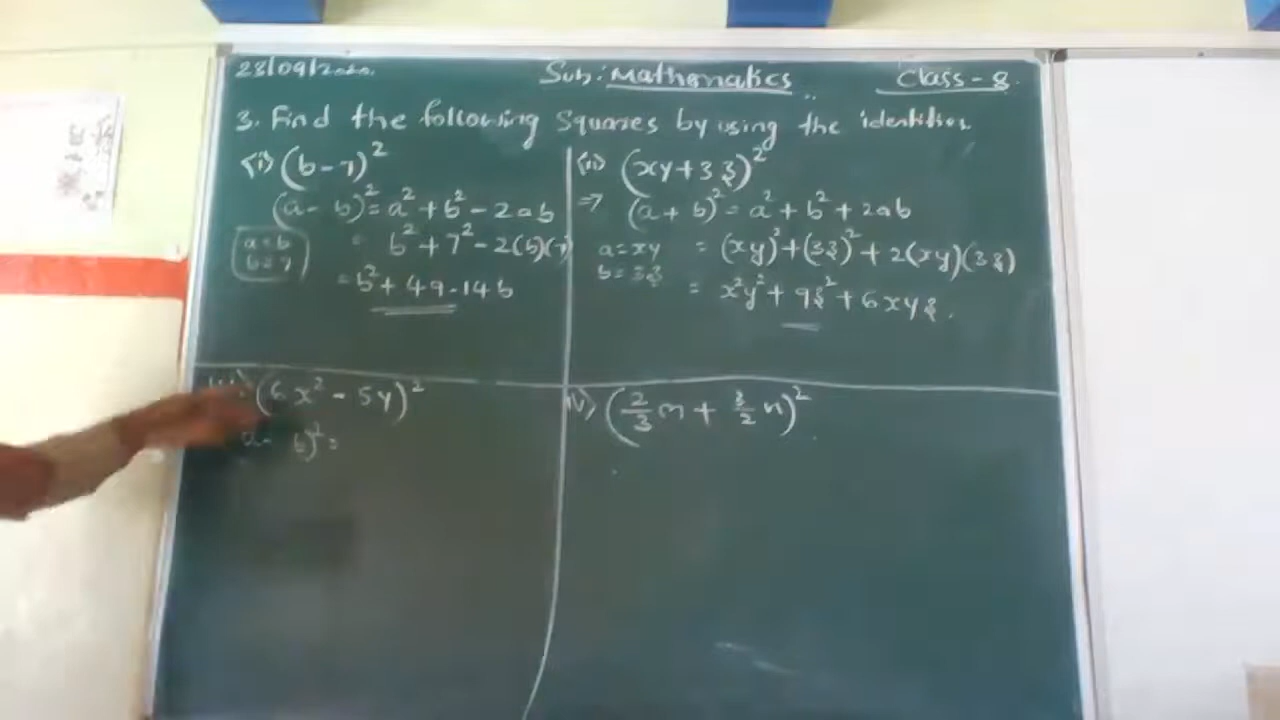 23/09/2020
Sub: Mathematics
Class-8
3. Find the following Squares by using the identities
(i) (b-7)²
(a-b)² = a² + b² - 2ab
a=b
b=7
= b² + 7² - 2(b)(7)
= b² + 49 - 14b
(ii) (xy+3z)²
=> (a+b)² = a² + b² + 2ab
a=xy
b=3z
= (xy)² + (3z)² + 2(xy)(3z)
= x²y² + 9z² + 6xyz.
(6x² - 5y)²
a- b)² =
iv) (2/3 m + 3/2 n)²